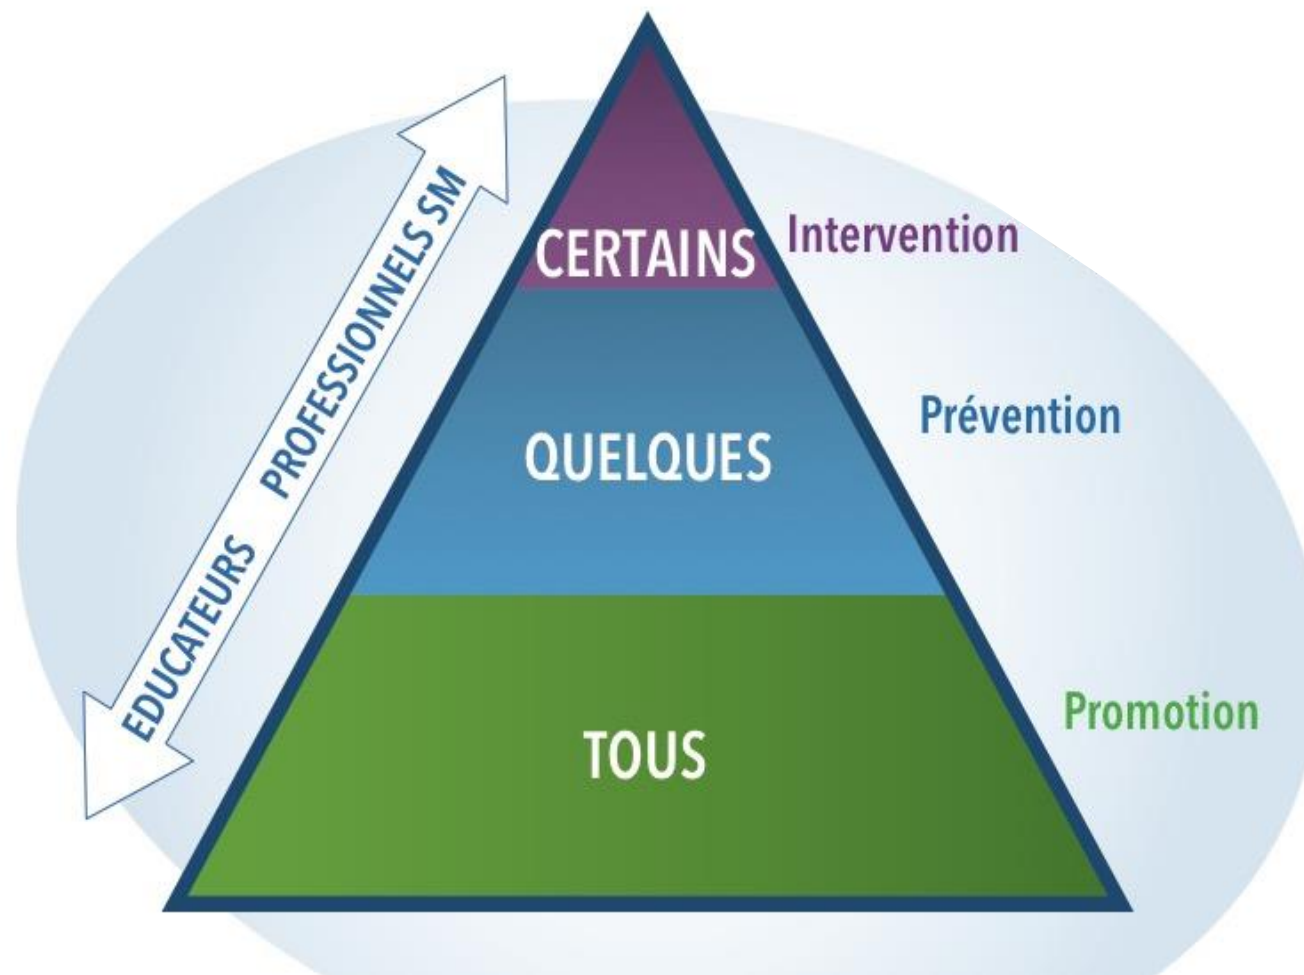 CERTAINS
Intervention
PROFESSIONNELS SM
EDUCATEURS
QUELQUES
Prévention
TOUS
Promotion